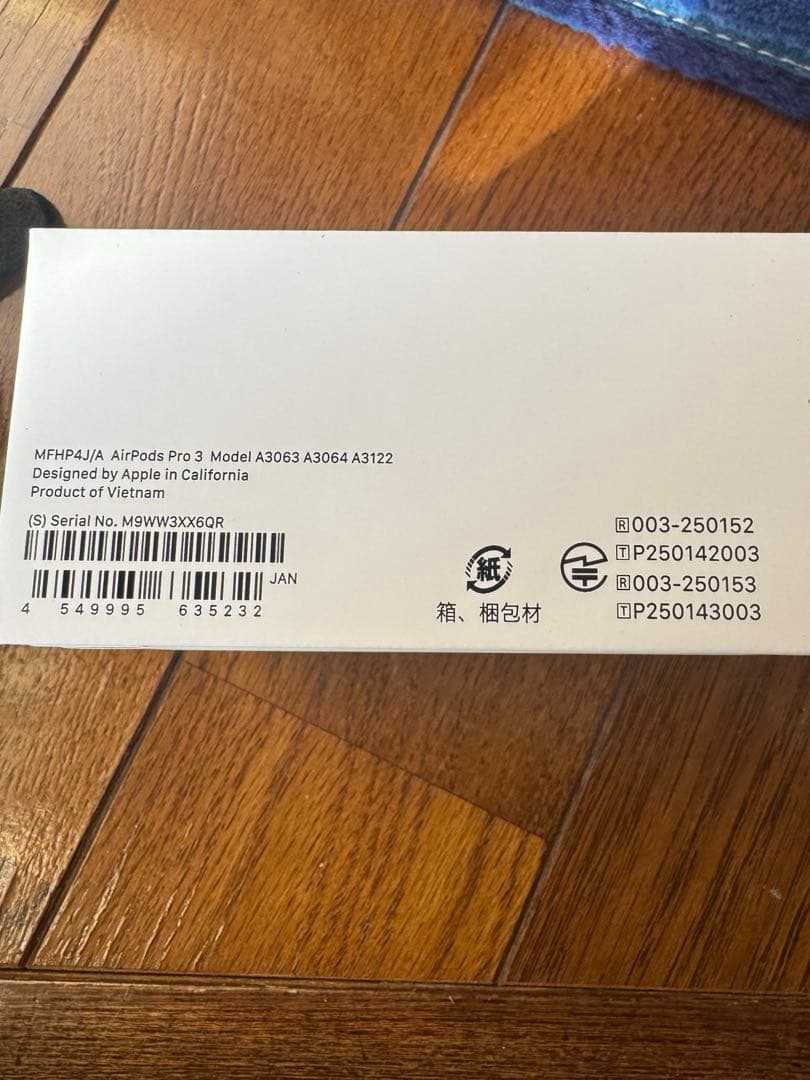 MFHP4J/A AirPods Pro 3 Model A3063 A3064 A3122
Designed by Apple in California
Product of Vietnam
(S) Serial No. M9WW3XX6QR
JAN
4 549995 635232
紙
箱、梱包材
R003-250152
TP250142003
R003-250153
TP250143003